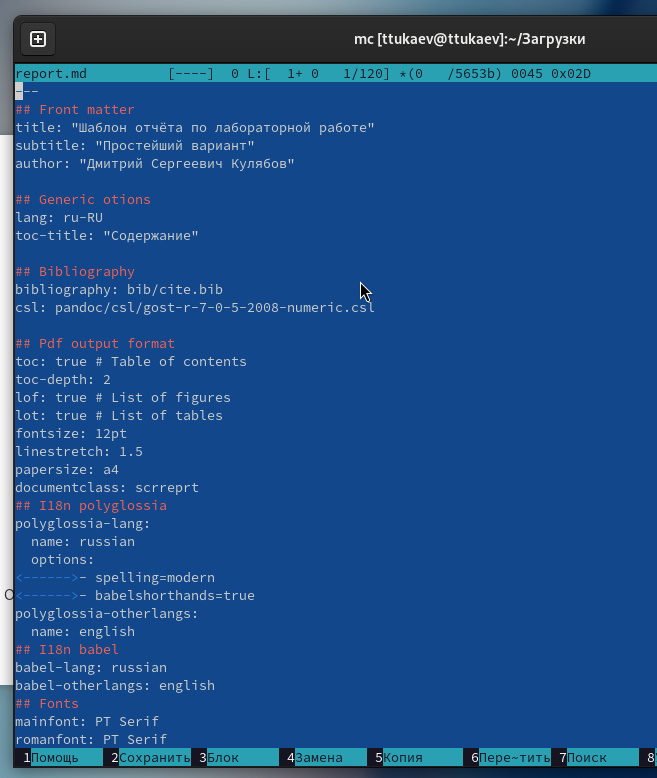 mc [ttukaev@ttukaev]:~/Загрузки
report.md [----] 0 L:[ 1+ 0 1/120] *(0 /5653b) 0045 0x02D
---
## Front matter
title: "Шаблон отчёта по лабораторной работе"
subtitle: "Простейший вариант"
author: "Дмитрий Сергеевич Кулябов"
## Generic otions
lang: ru-RU
toc-title: "Содержание"
## Bibliography
bibliography: bib/cite.bib
csl: pandoc/csl/gost-r-7-0-5-2008-numeric.csl
## Pdf output format
toc: true # Table of contents
toc-depth: 2
lof: true # List of figures
lot: true # List of tables
fontsize: 12pt
linestretch: 1.5
papersize: a4
documentclass: scrreprt
## I18n polyglossia
polyglossia-lang:
  name: russian
  options:
<------>- spelling=modern
<------>- babelshorthands=true
polyglossia-otherlangs:
  name: english
## I18n babel
babel-lang: russian
babel-otherlangs: english
## Fonts
mainfont: PT Serif
romanfont: PT Serif
1Помощь 2Сохранить 3Блок 4Замена 5Копия 6Пере~тить 7Поиск 8